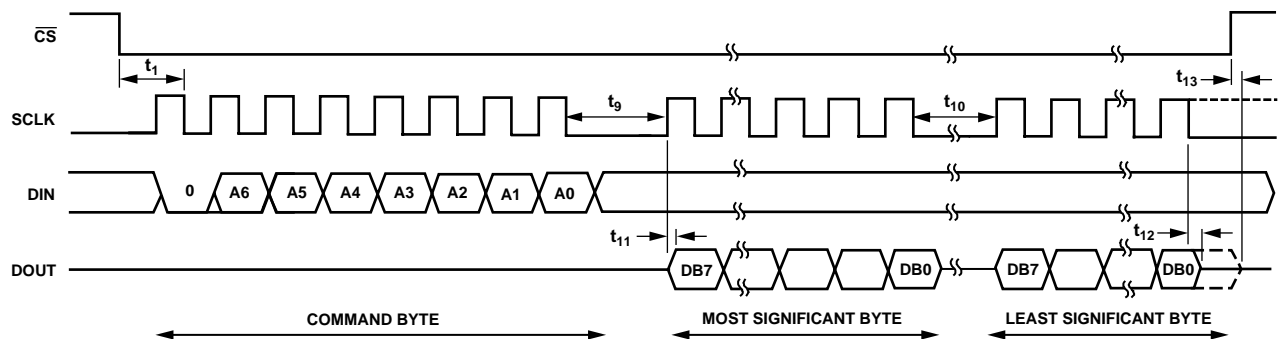 CS
t1
t13
SCLK
t9
t10
DIN
0 A6 A5 A4 A3 A2 A1 A0
t11
t12
DOUT
DB7 DB0 DB7 DB0
COMMAND BYTE
MOST SIGNIFICANT BYTE
LEAST SIGNIFICANT BYTE